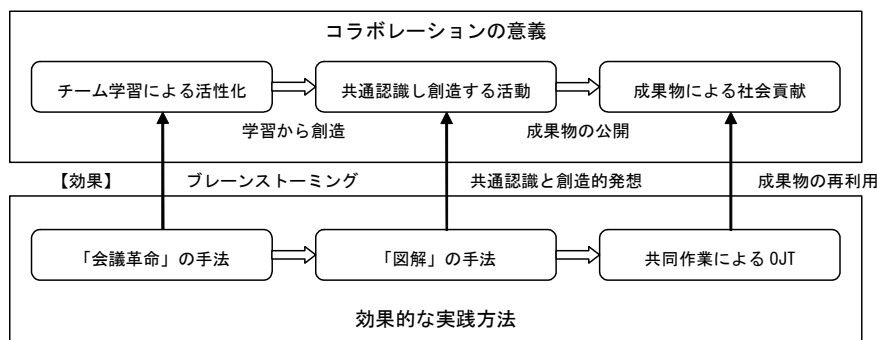 コラボレーションの意義
チーム学習による活性化
共通認識し創造する活動
成果物による社会貢献
学習から創造
成果物の公開
【効果】
ブレーンストーミング
共通認識と創造的発想
成果物の再利用
「会議革命」の手法
「図解」の手法
共同作業による OJT
効果的な実践方法